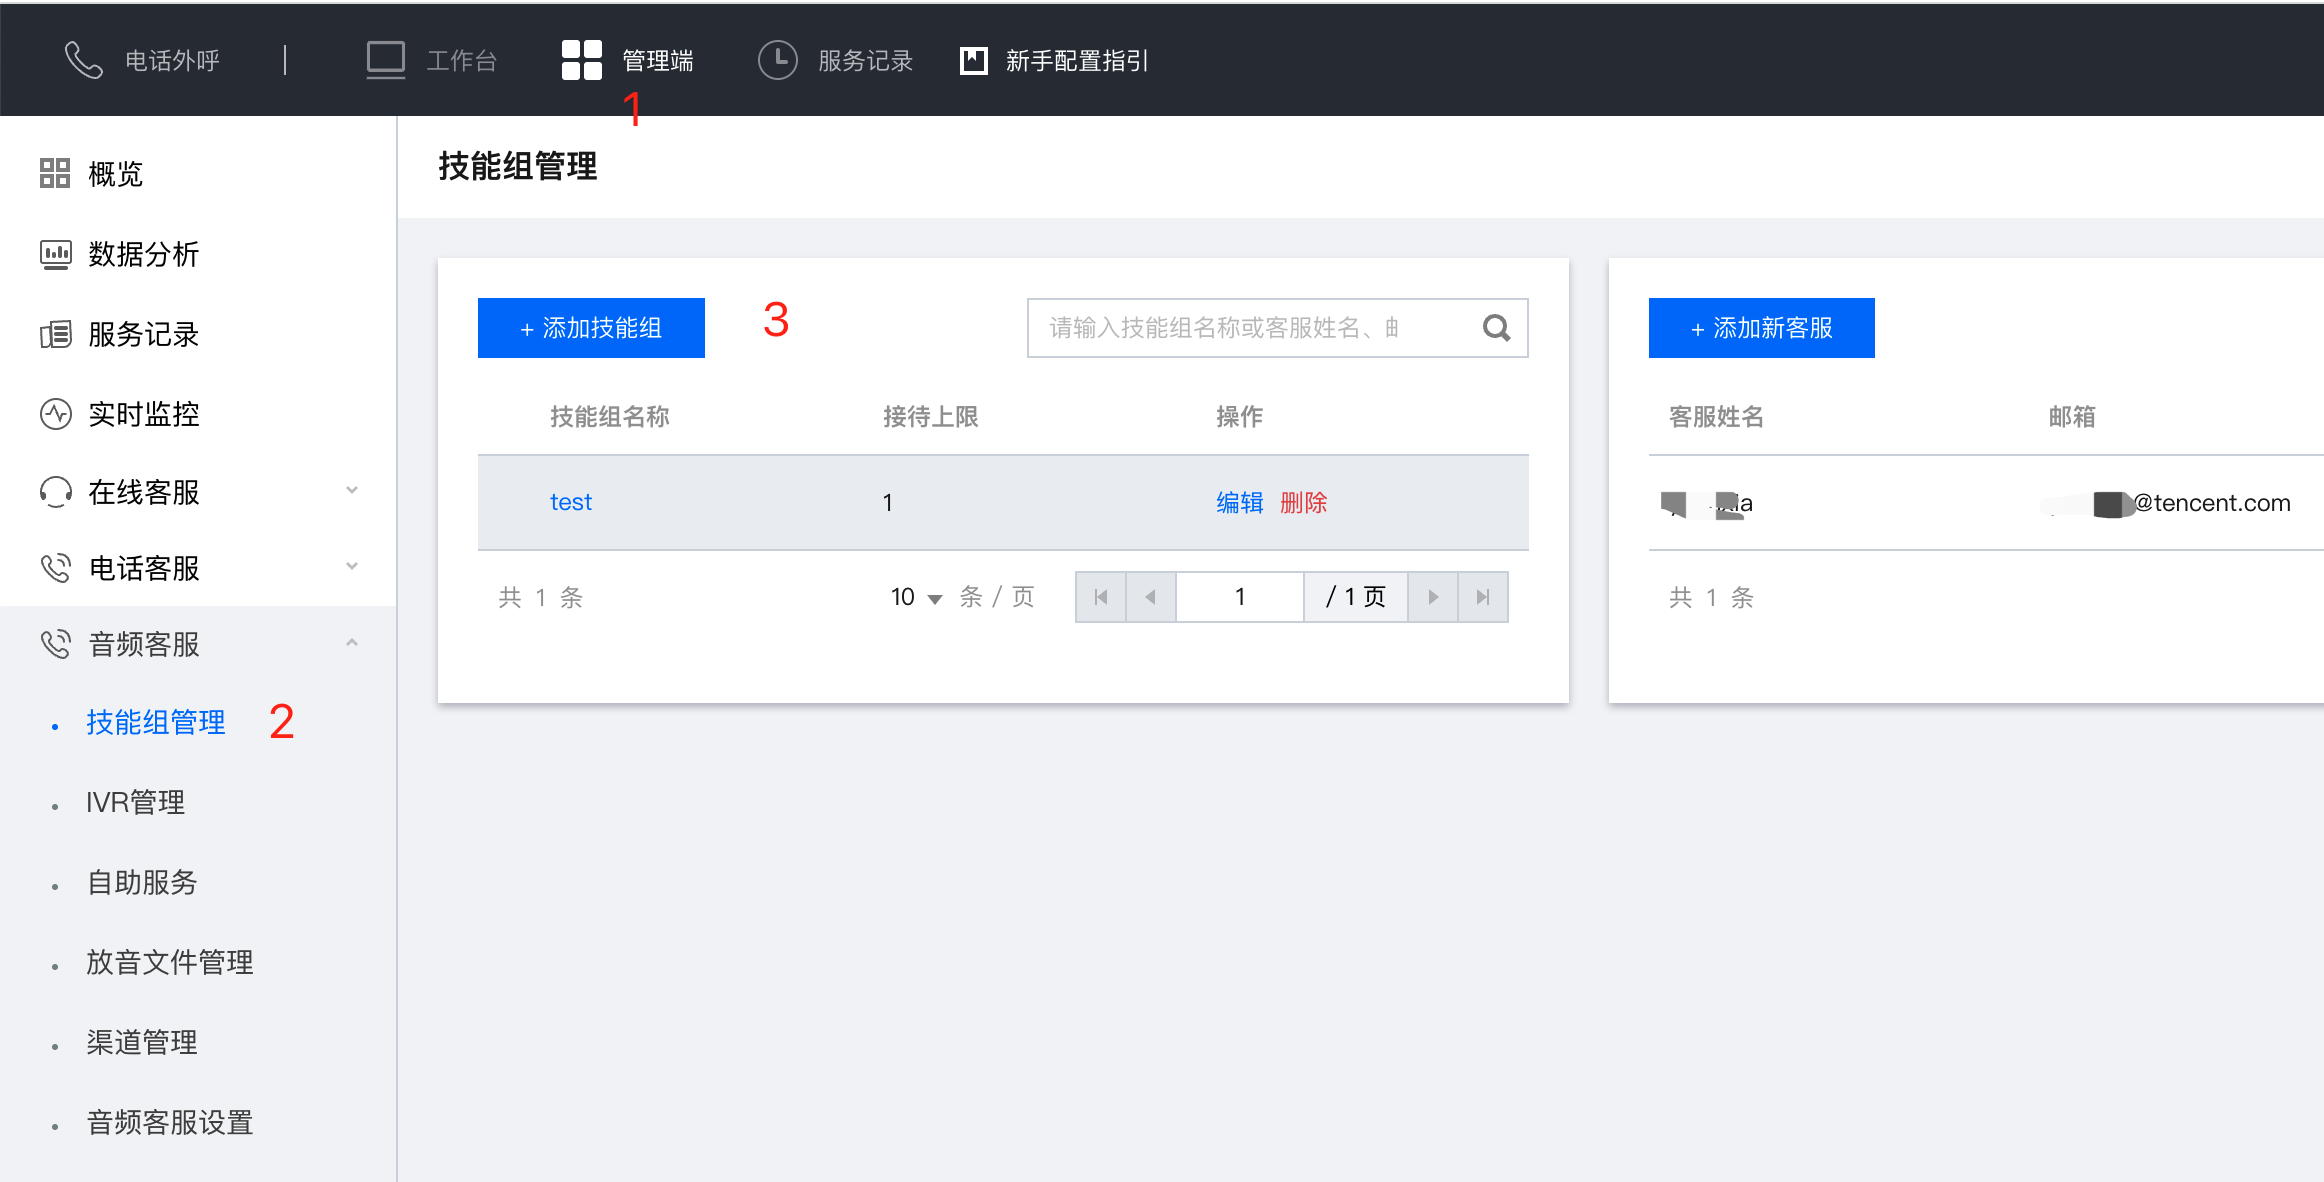 电话外呼 | 工作台 管理端 服务记录 新手配置指引
1
概览
数据分析
服务记录
实时监控
在线客服
电话客服
音频客服
技能组管理 2
IVR管理
自助服务
放音文件管理
渠道管理
音频客服设置
技能组管理
+ 添加技能组 3 请输入技能组名称或客服姓名、
技能组名称 接待上限 操作
test 1 编辑 删除
共 1 条 10 条 / 页 1 / 1 页
+ 添加新客服
客服姓名 邮箱
@tencent.com
共 1 条